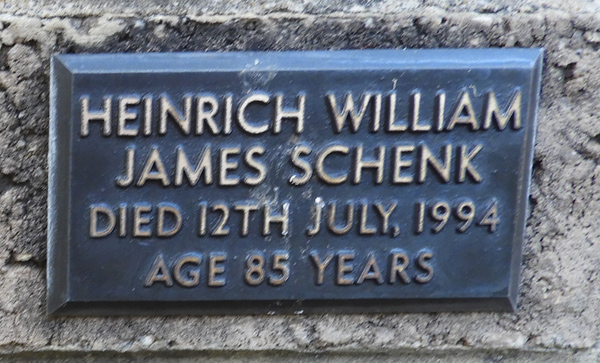 HEINRICH WILLIAM
JAMES SCHENK
DIED 12TH JULY, 1994
AGE 85 YEARS